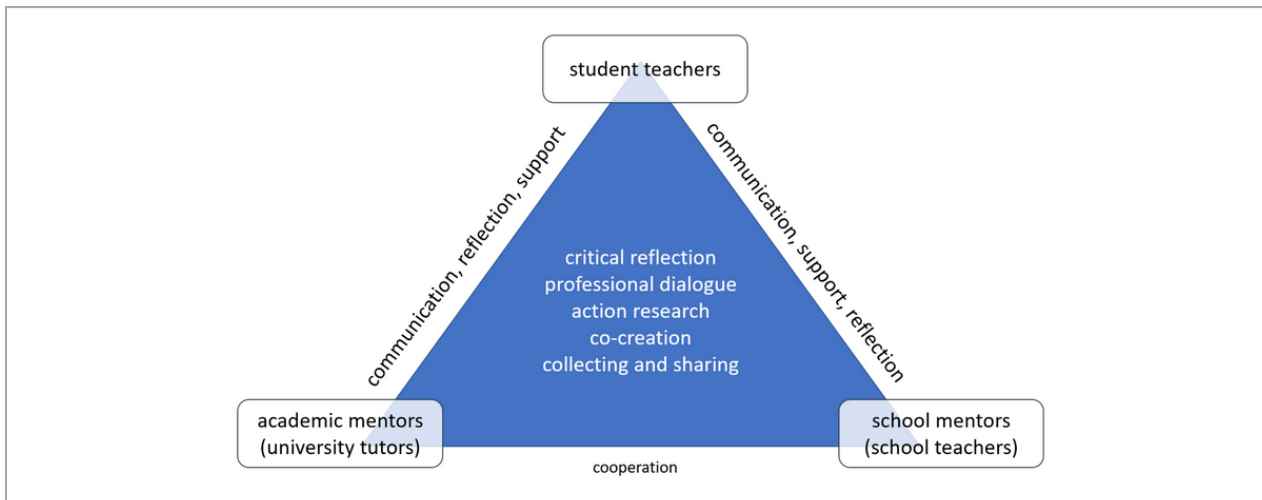 student teachers
communication, reflection, support
communication, support, reflection
critical reflection
professional dialogue
action research
co-creation
collecting and sharing
academic mentors
(university tutors)
school mentors
(school teachers)
cooperation